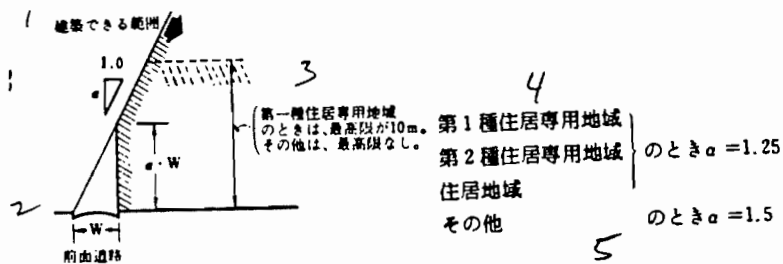 1
建築できる範囲
1.0
α
3
第一種住居専用地域
のときは、最高限が10m。
その他は、最高限なし。
α・W
2
W
前面道路
4
第1種住居専用地域
第2種住居専用地域
住居地域
のときα=1.25
その他 のときα=1.5
5